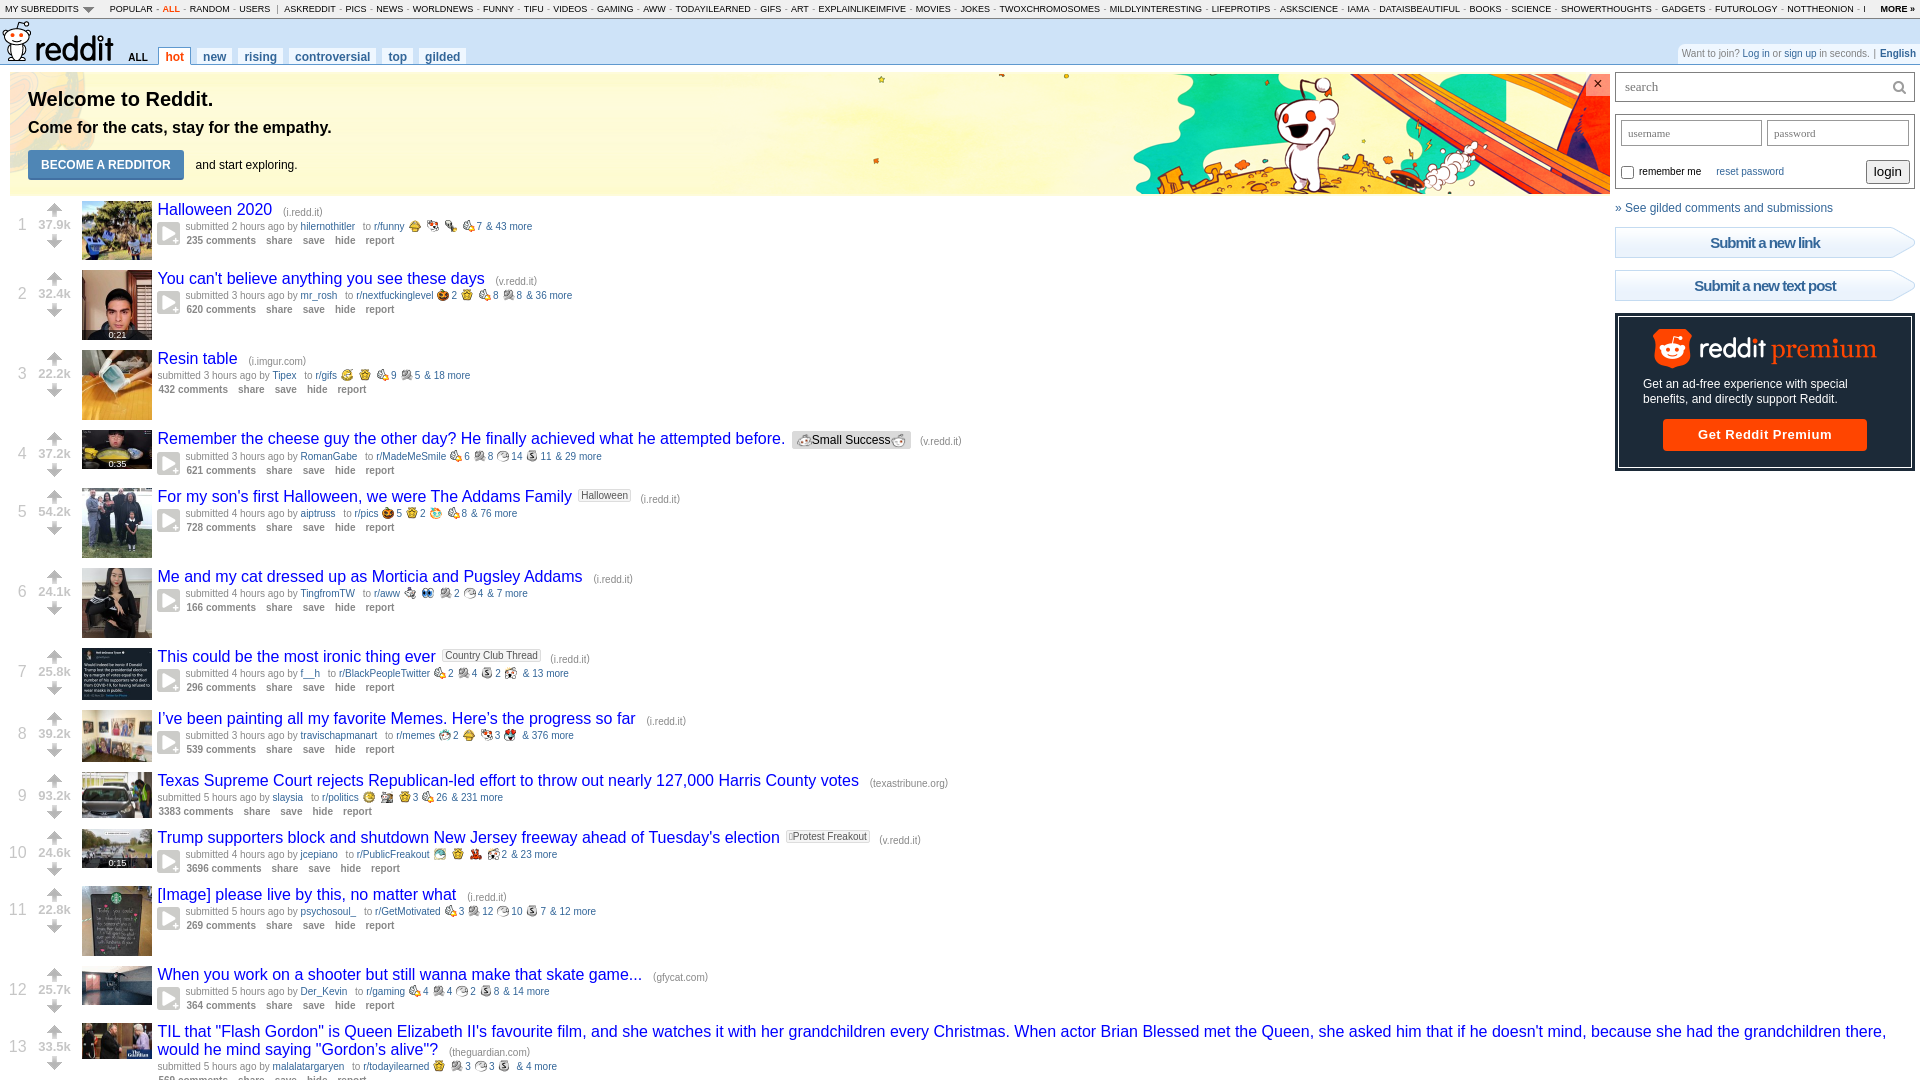 MY SUBREDDITS POPULAR - ALL - RANDOM - USERS | ASKREDDIT - PICS - NEWS - WORLDNEWS - FUNNY - TIFU - VIDEOS - GAMING - AWW - TODAYILEARNED - GIFS - ART - EXPLAINLIKEIMFIVE - MOVIES - JOKES - TWOXCHROMOSOMES - MILDLYINTERESTING - LIFEPROTIPS - ASKSCIENCE - IAMA - DATAISBEAUTIFUL - BOOKS - SCIENCE - SHOWERTHOUGHTS - GADGETS - FUTUROLOGY - NOTTHEONION - MORE »
reddit ALL hot new rising controversial top gilded
Want to join? Log in or sign up in seconds. | English
Welcome to Reddit.
Come for the cats, stay for the empathy.
BECOME A REDDITOR and start exploring.
×
search
username password
remember me reset password login
» See gilded comments and submissions
Submit a new link
Submit a new text post
reddit premium
Get an ad-free experience with special
benefits, and directly support Reddit.
Get Reddit Premium
1 37.9k
Halloween 2020 (i.redd.it)
submitted 2 hours ago by hilernothitler to r/funny 7 & 43 more
235 comments share save hide report
2 32.4k
0:21
You can't believe anything you see these days (v.redd.it)
submitted 3 hours ago by mr_rosh to r/nextfuckinglevel 2 8 8 & 36 more
620 comments share save hide report
3 22.2k
Resin table (i.imgur.com)
submitted 3 hours ago by Tipex to r/gifs 9 5 & 18 more
432 comments share save hide report
4 37.2k
0:35
Remember the cheese guy the other day? He finally achieved what he attempted before. Small Success (v.redd.it)
submitted 3 hours ago by RomanGabe to r/MadeMeSmile 6 8 14 11 & 29 more
621 comments share save hide report
5 54.2k
For my son's first Halloween, we were The Addams Family Halloween (i.redd.it)
submitted 4 hours ago by aiptruss to r/pics 5 2 8 & 76 more
728 comments share save hide report
6 24.1k
Me and my cat dressed up as Morticia and Pugsley Addams (i.redd.it)
submitted 4 hours ago by TingfromTW to r/aww 2 4 & 7 more
166 comments share save hide report
7 25.8k
This could be the most ironic thing ever Country Club Thread (i.redd.it)
submitted 4 hours ago by f__h to r/BlackPeopleTwitter 2 4 2 & 13 more
296 comments share save hide report
8 39.2k
I’ve been painting all my favorite Memes. Here’s the progress so far (i.redd.it)
submitted 3 hours ago by travischapmanart to r/memes 2 3 & 376 more
539 comments share save hide report
9 93.2k
Texas Supreme Court rejects Republican-led effort to throw out nearly 127,000 Harris County votes (texastribune.org)
submitted 5 hours ago by slaysia to r/politics 3 26 & 231 more
3383 comments share save hide report
10 24.6k
0:15
Trump supporters block and shutdown New Jersey freeway ahead of Tuesday's election Protest Freakout (v.redd.it)
submitted 4 hours ago by jcepiano to r/PublicFreakout 2 & 23 more
3696 comments share save hide report
11 22.8k
[Image] please live by this, no matter what (i.redd.it)
submitted 5 hours ago by psychosoul_ to r/GetMotivated 3 12 10 7 & 12 more
269 comments share save hide report
12 25.7k
When you work on a shooter but still wanna make that skate game... (gfycat.com)
submitted 5 hours ago by Der_Kevin to r/gaming 4 4 2 8 & 14 more
364 comments share save hide report
13 33.5k
TIL that "Flash Gordon" is Queen Elizabeth II's favourite film, and she watches it with her grandchildren every Christmas. When actor Brian Blessed met the Queen, she asked him that if he doesn't mind, because she had the grandchildren there,
would he mind saying "Gordon’s alive"? (theguardian.com)
submitted 5 hours ago by malalatargaryen to r/todayilearned 3 3 & 4 more
569 comments share save hide report